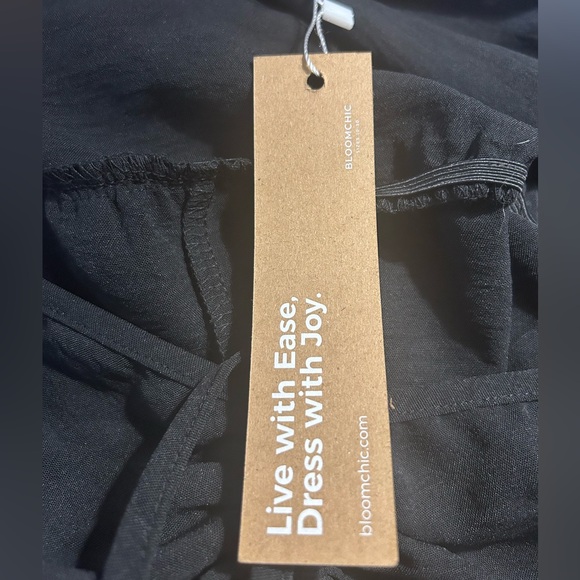 BLOOMCHIC
Live with Ease,
Dress with Joy.
bloomchic.com